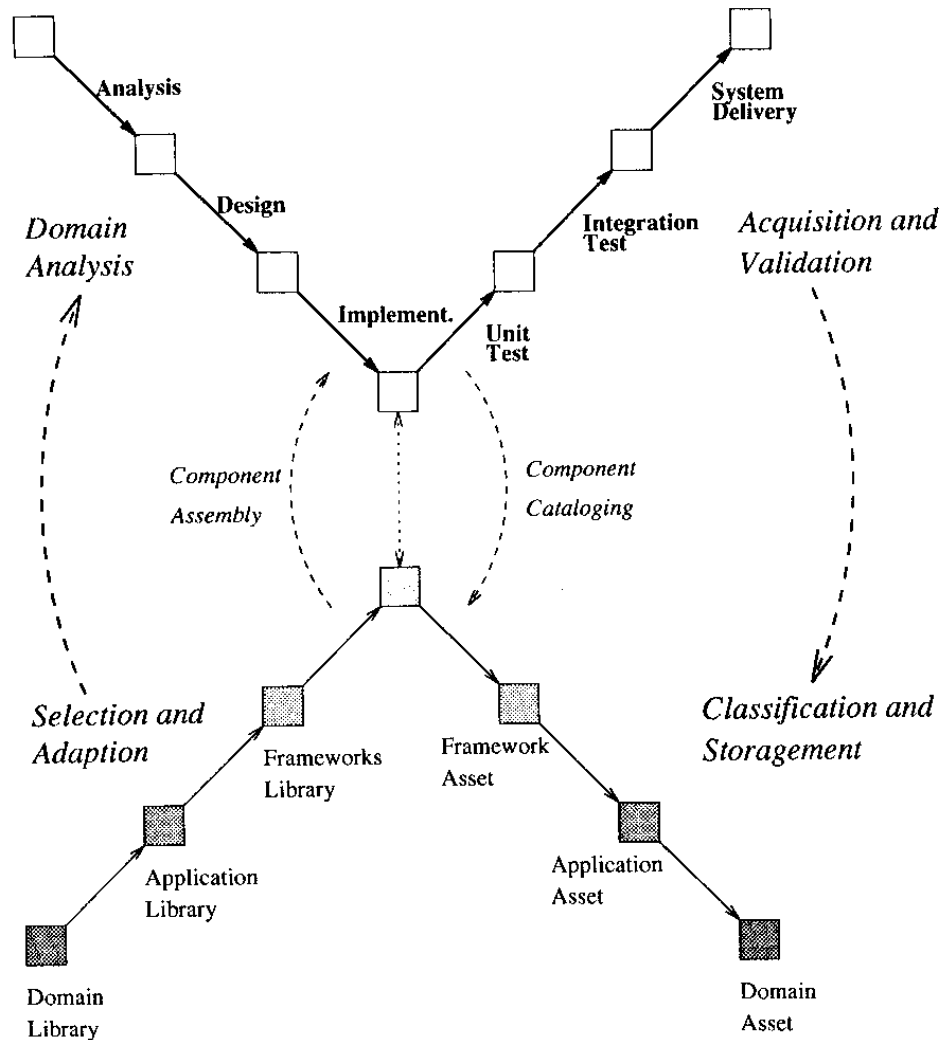 Analysis
System
Delivery
Design
Integration
Test
Domain
Analysis
Acquisition and
Validation
Implement.
Unit
Test
Component
Assembly
Component
Cataloging
Selection and
Adaption
Classification and
Storagement
Frameworks
Library
Framework
Asset
Application
Library
Application
Asset
Domain
Library
Domain
Asset